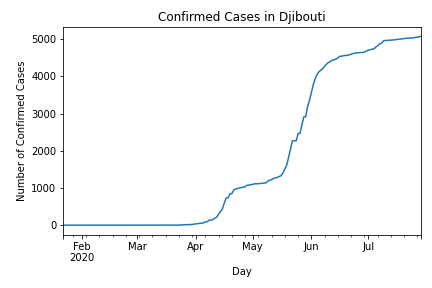 Confirmed Cases in Djibouti
Number of Confirmed Cases
5000
4000
3000
2000
1000
0
Feb Mar Apr May Jun Jul
2020
Day